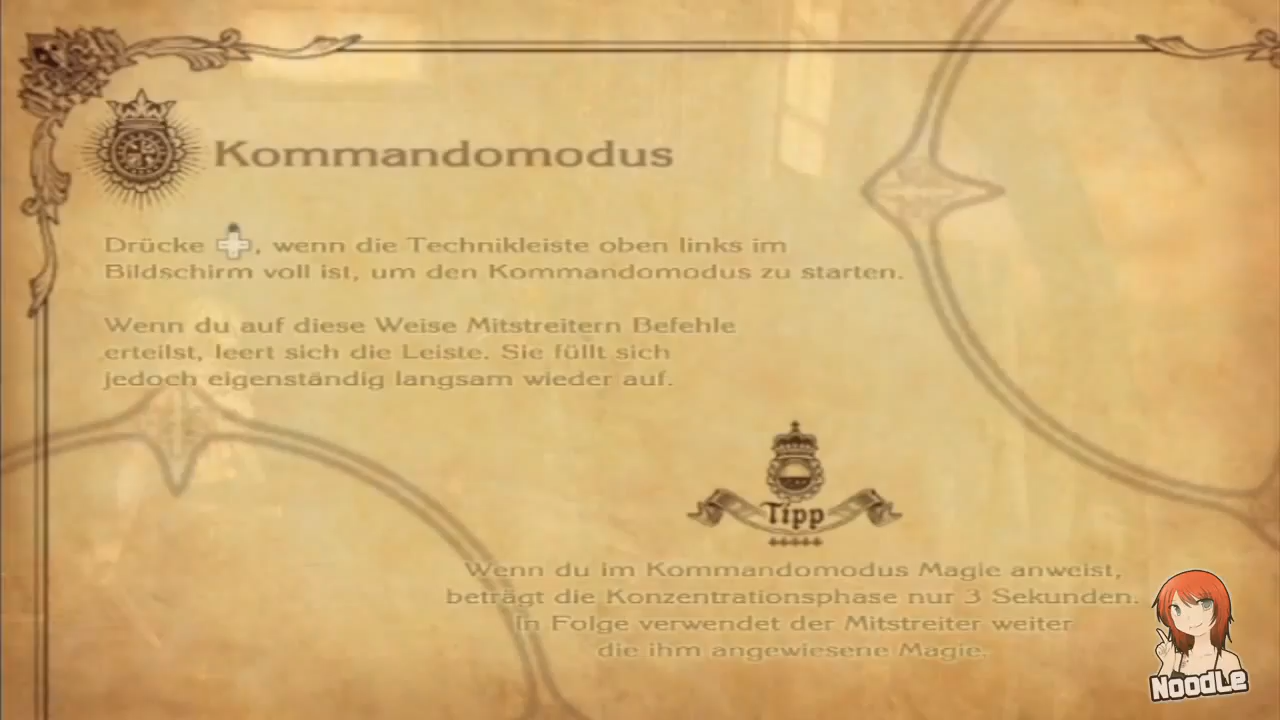 Kommandomodus
Drücke , wenn die Technikleiste oben links im
Bildschirm voll ist, um den Kommandomodus zu starten.
Wenn du auf diese Weise Mitstreitern Befehle
erteilst, leert sich die Leiste. Sie füllt sich
jedoch eigenständig langsam wieder auf.
Tipp
Wenn du im Kommandomodus Magie anweist,
beträgt die Konzentrationsphase nur 3 Sekunden.
In Folge verwendet der Mitstreiter weiter
die ihm angewiesene Magie.
NOODLE